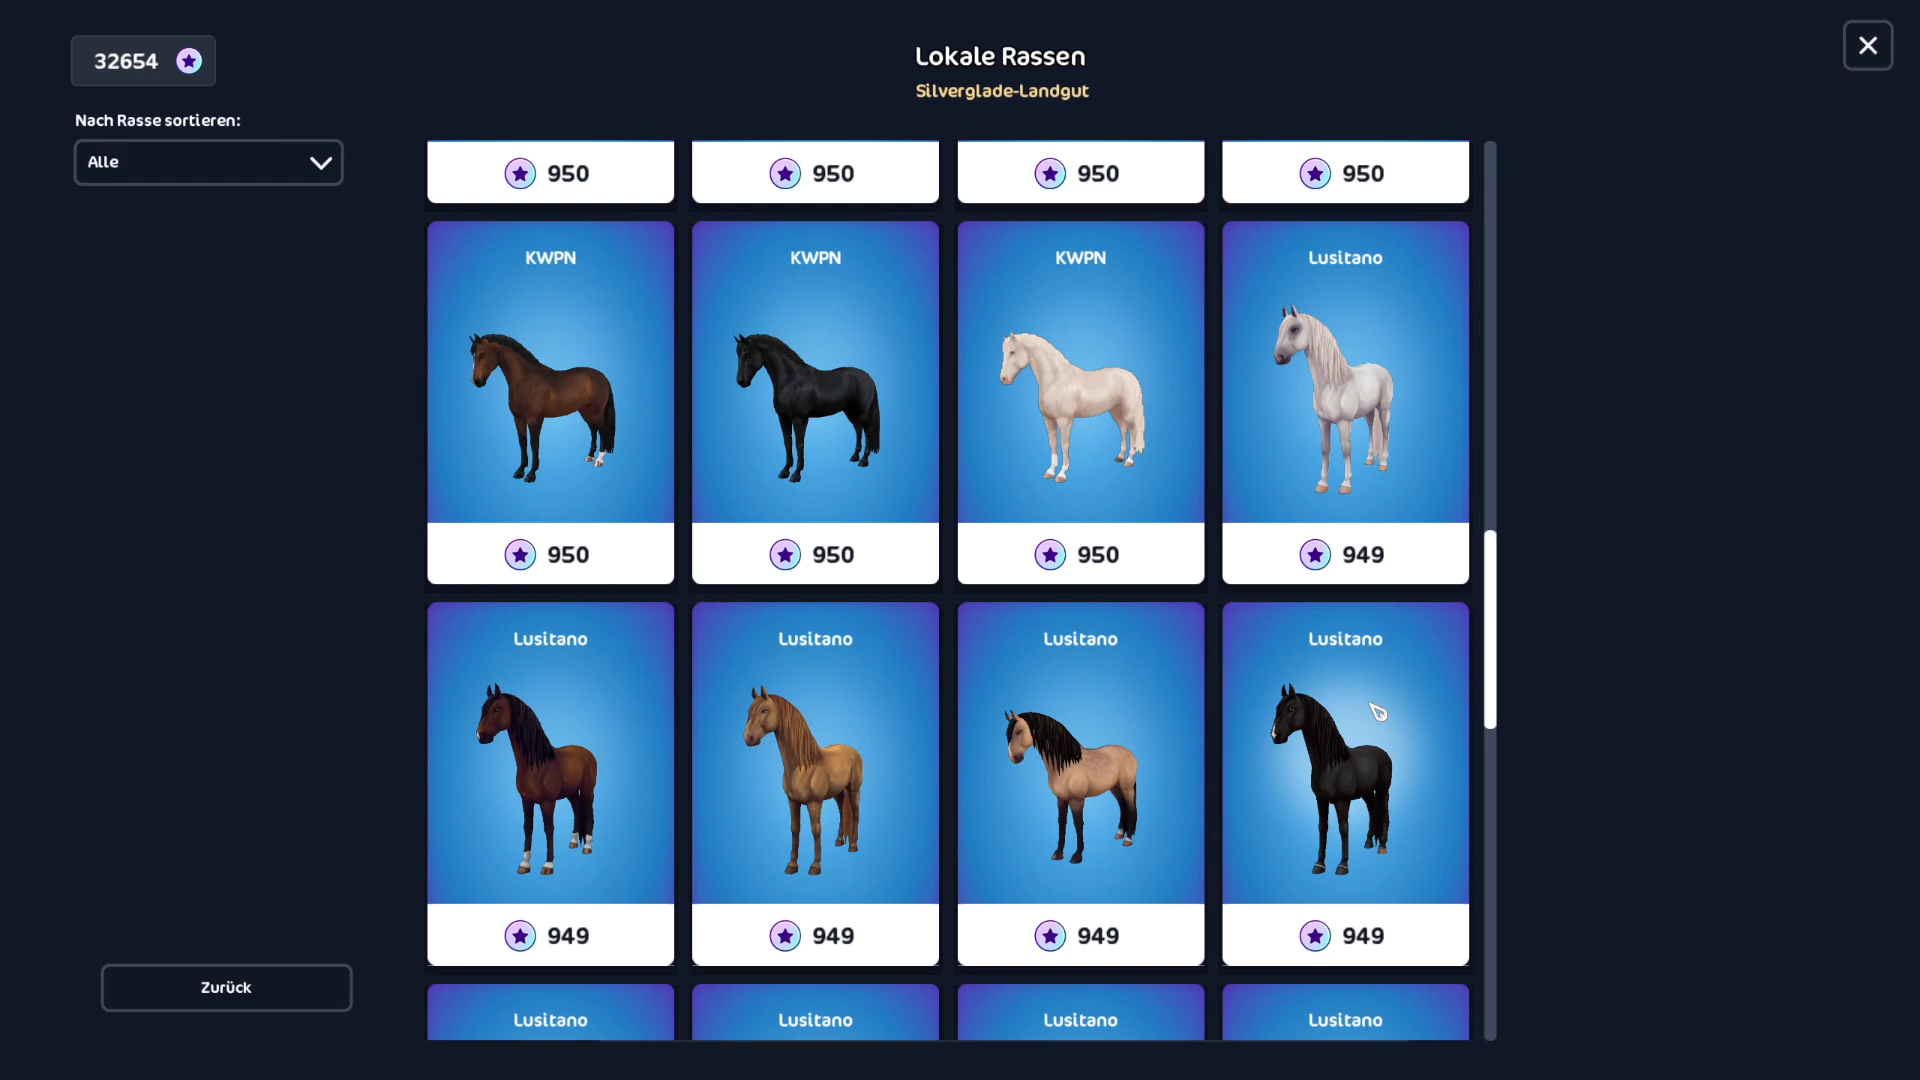 32654
Lokale Rassen
Silverglade-Landgut
Nach Rasse sortieren:
Alle
950 950 950 950
KWPN KWPN KWPN Lusitano
950 950 950 949
Lusitano Lusitano Lusitano Lusitano
949 949 949 949
Lusitano Lusitano Lusitano Lusitano
Zurück